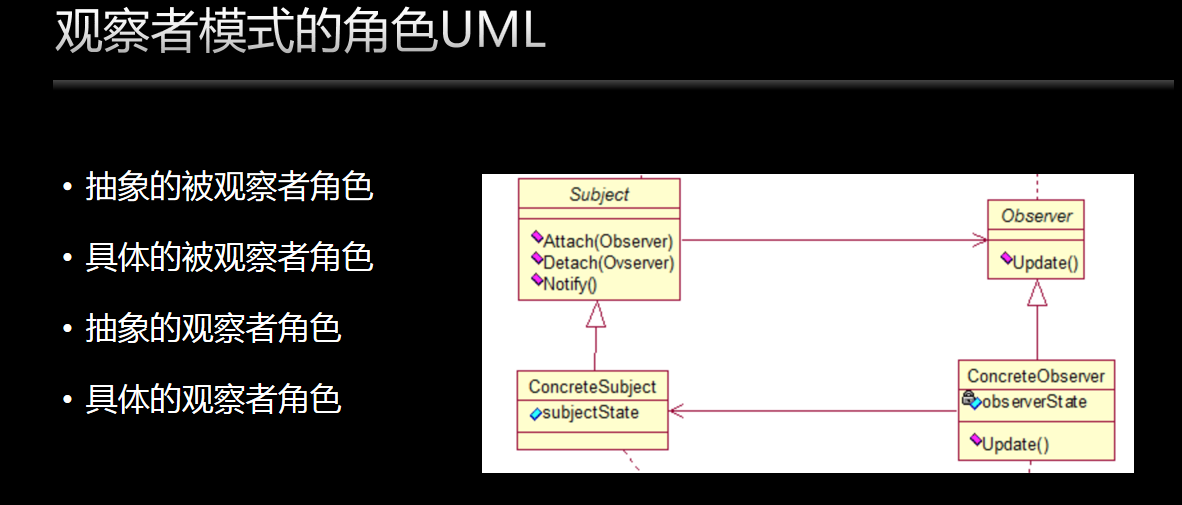 观察者模式的角色UML
• 抽象的被观察者角色
• 具体的被观察者角色
• 抽象的观察者角色
• 具体的观察者角色
Subject
Attach(Observer)
Detach(Ovserver)
Notify()
Observer
Update()
ConcreteSubject
subjectState
ConcreteObserver
observerState
Update()